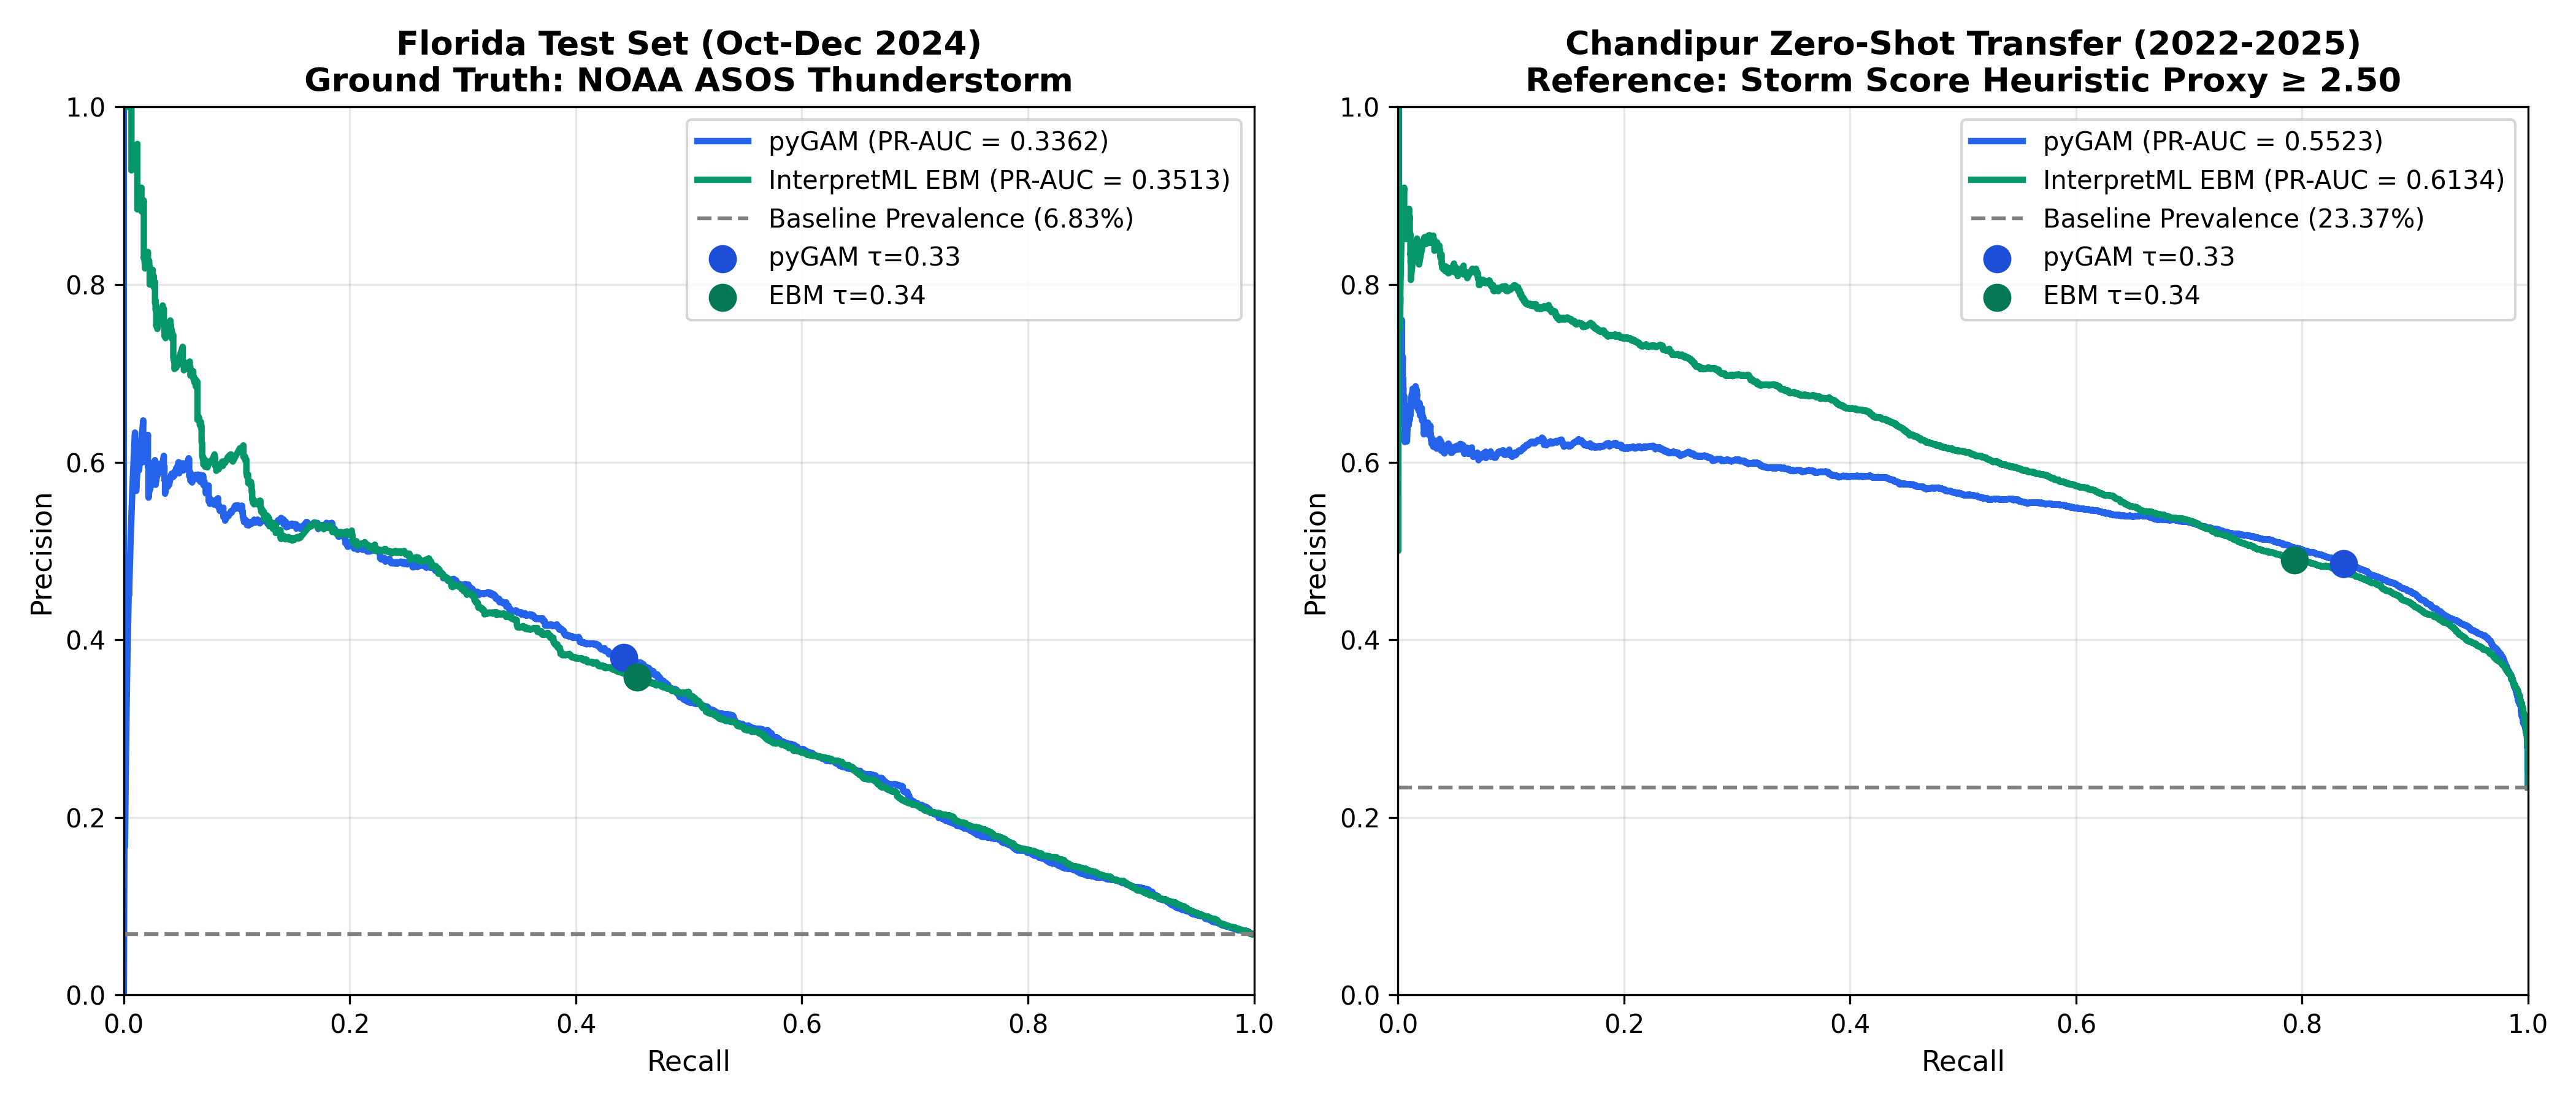 Florida Test Set (Oct-Dec 2024)
Ground Truth: NOAA ASOS Thunderstorm
1.0
0.8
0.6
0.4
0.2
0.0
Precision
0.0
0.2
0.4
0.6
0.8
1.0
Recall
pyGAM (PR-AUC = 0.3362)
InterpretML EBM (PR-AUC = 0.3513)
Baseline Prevalence (6.83%)
pyGAM τ=0.33
EBM τ=0.34
Chandipur Zero-Shot Transfer (2022-2025)
Reference: Storm Score Heuristic Proxy ≥ 2.50
1.0
0.8
0.6
0.4
0.2
0.0
Precision
0.0
0.2
0.4
0.6
0.8
1.0
Recall
pyGAM (PR-AUC = 0.5523)
InterpretML EBM (PR-AUC = 0.6134)
Baseline Prevalence (23.37%)
pyGAM τ=0.33
EBM τ=0.34